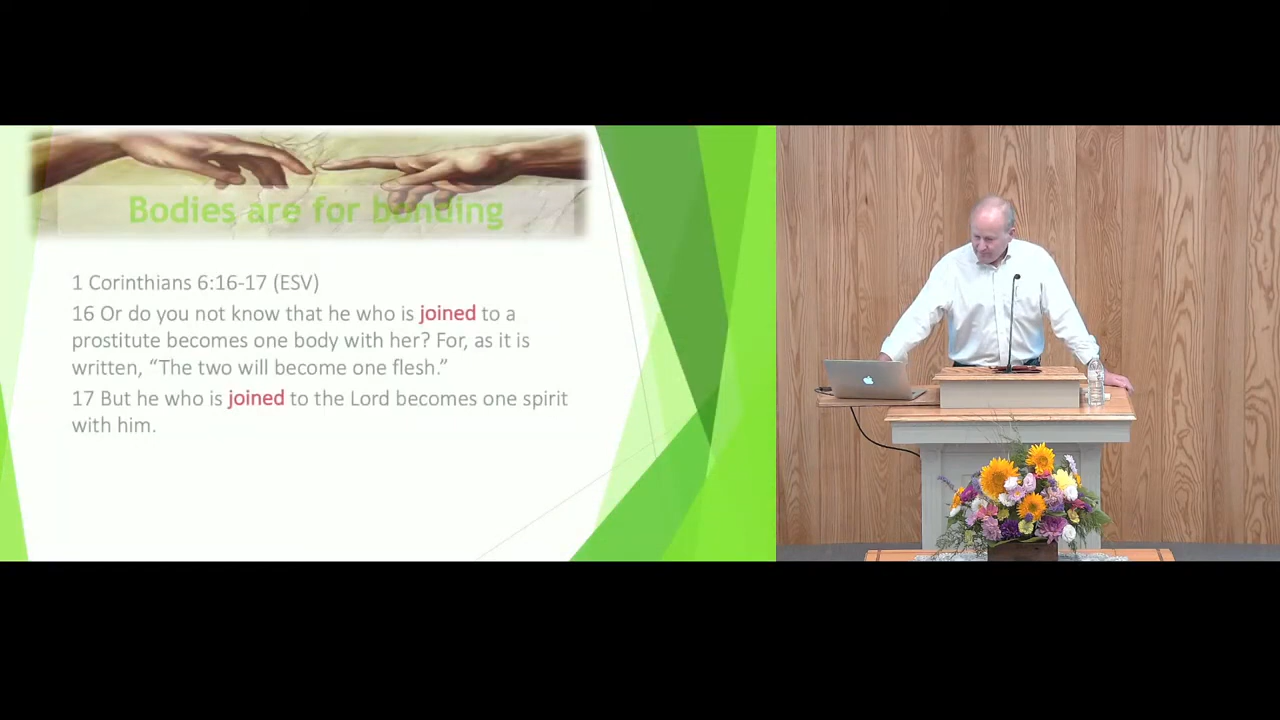 Bodies are for bonding
1 Corinthians 6:16-17 (ESV)
16 Or do you not know that he who is joined to a
prostitute becomes one body with her? For, as it is
written, “The two will become one flesh.”
17 But he who is joined to the Lord becomes one spirit
with him.